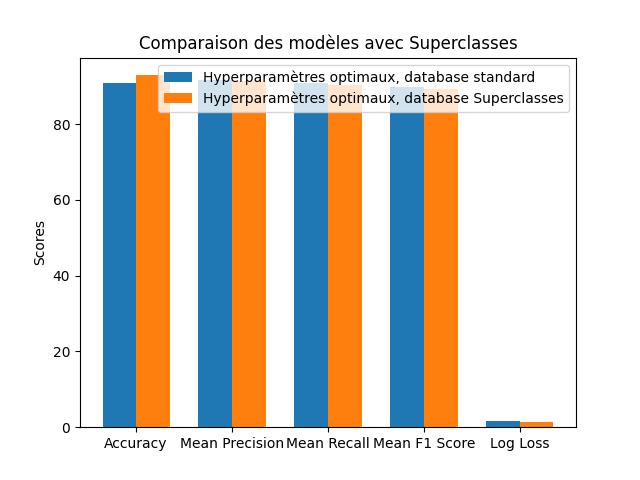 Comparaison des modèles avec Superclasses
Hyperparamètres optimaux, database standard
Hyperparamètres optimaux, database Superclasses
Scores
80
60
40
20
0
Accuracy
Mean Precision
Mean Recall
Mean F1 Score
Log Loss